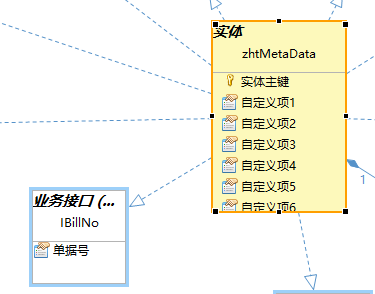 实体
zhtMetaData
实体主键
自定义项1
自定义项2
自定义项3
自定义项4
自定义项5
自定义项6
1
业务接口 (...
IBillNo
单据号